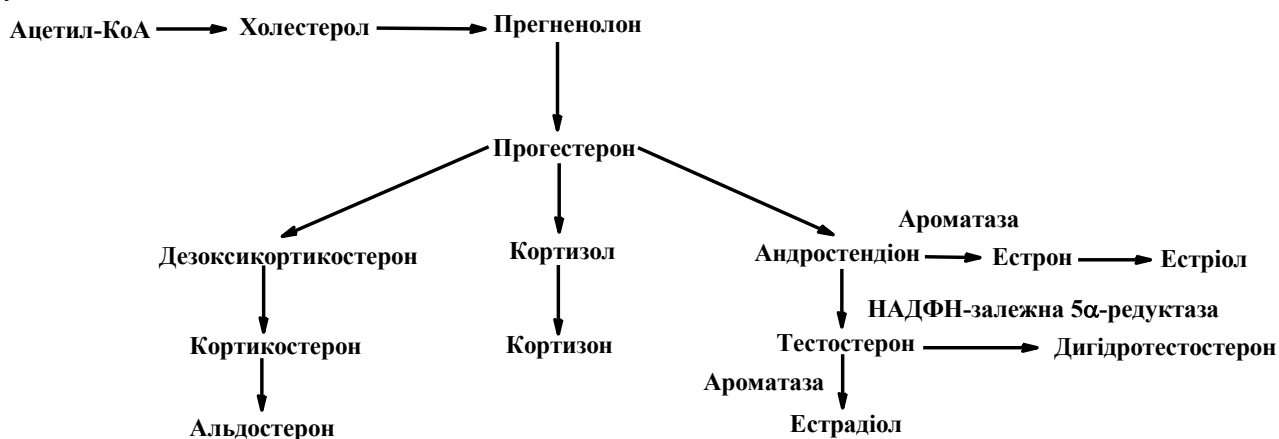 Ацетил-КоА
Холестерол
Прегненолон
Прогестерон
Ароматаза
Дезоксикортикостерон
Кортизол
Андростендіон
Естрон
Естріол
НАДФН-залежна 5α-редуктаза
Кортикостерон
Кортизон
Тестостерон
Дигідротестостерон
Ароматаза
Альдостерон
Естрадіол